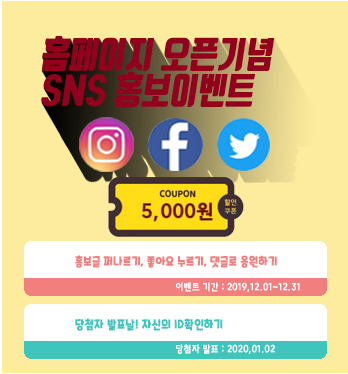 홈페이지 오픈기념
SNS 홍보이벤트
COUPON
5,000원
할인
쿠폰
홍보글 퍼나르기, 좋아요 누르기, 댓글로 응원하기
이벤트 기간 : 2019,12.01~12.31
당첨자 발표날! 자신의 ID확인하기
당첨자 발표 : 2020,01.02